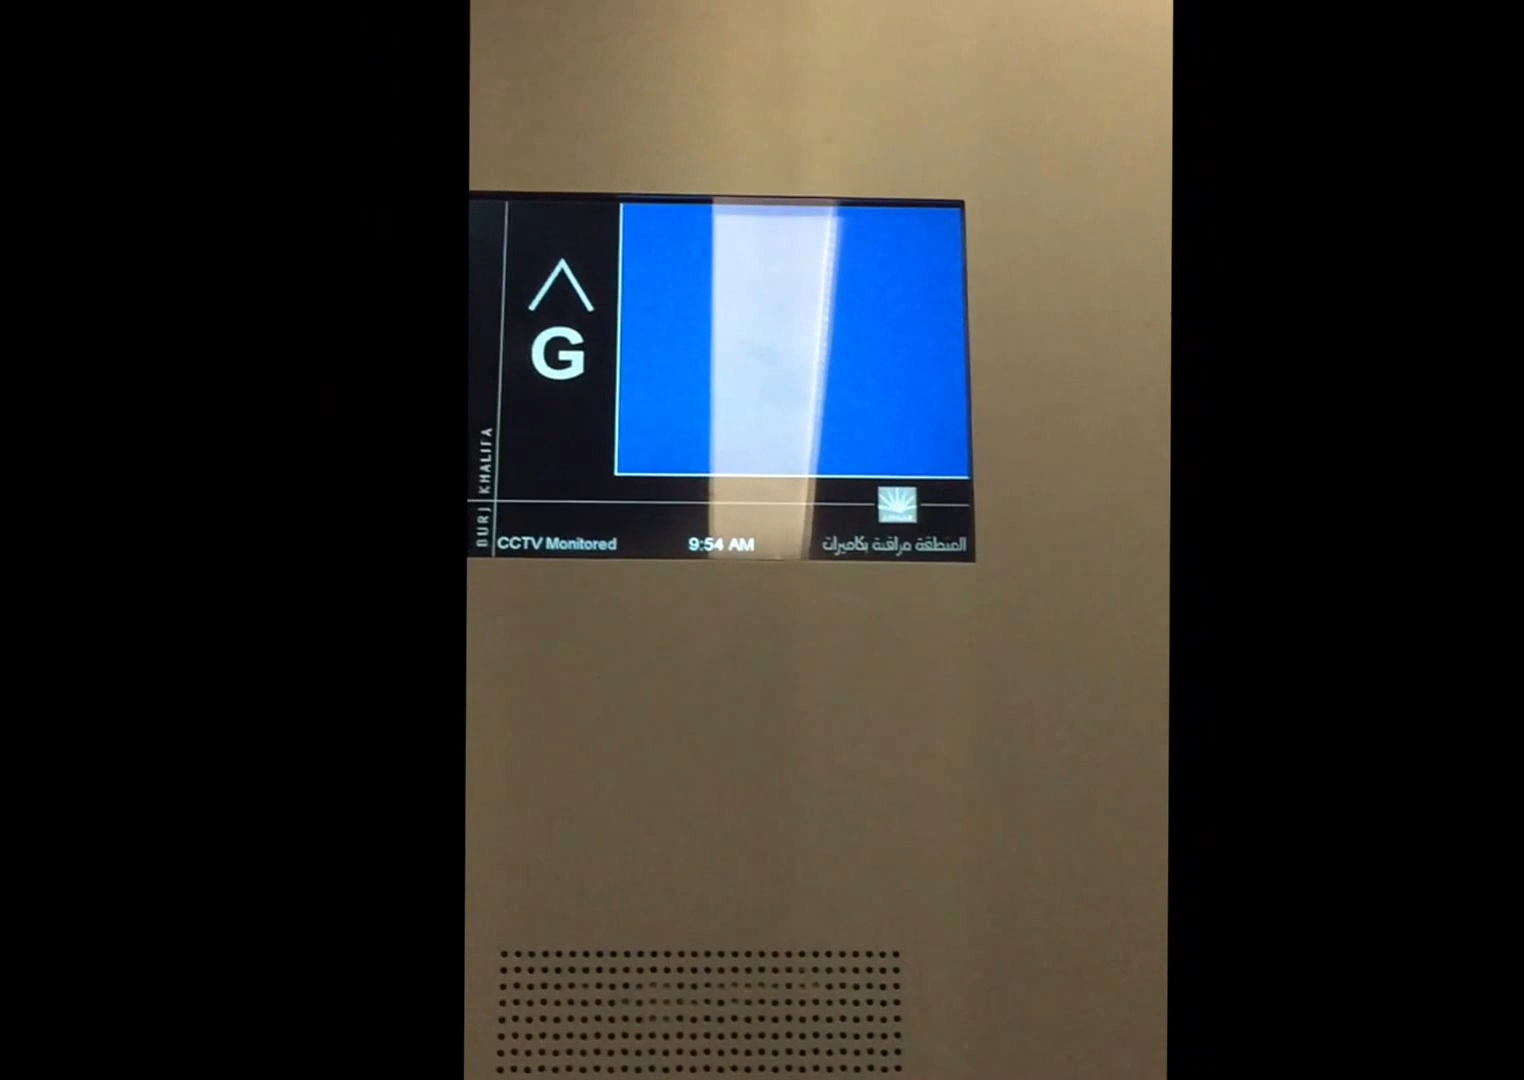 G
BURJ KHALIFA
CCTV Monitored
9:54 AM
المنطقة مراقبة بكاميرات